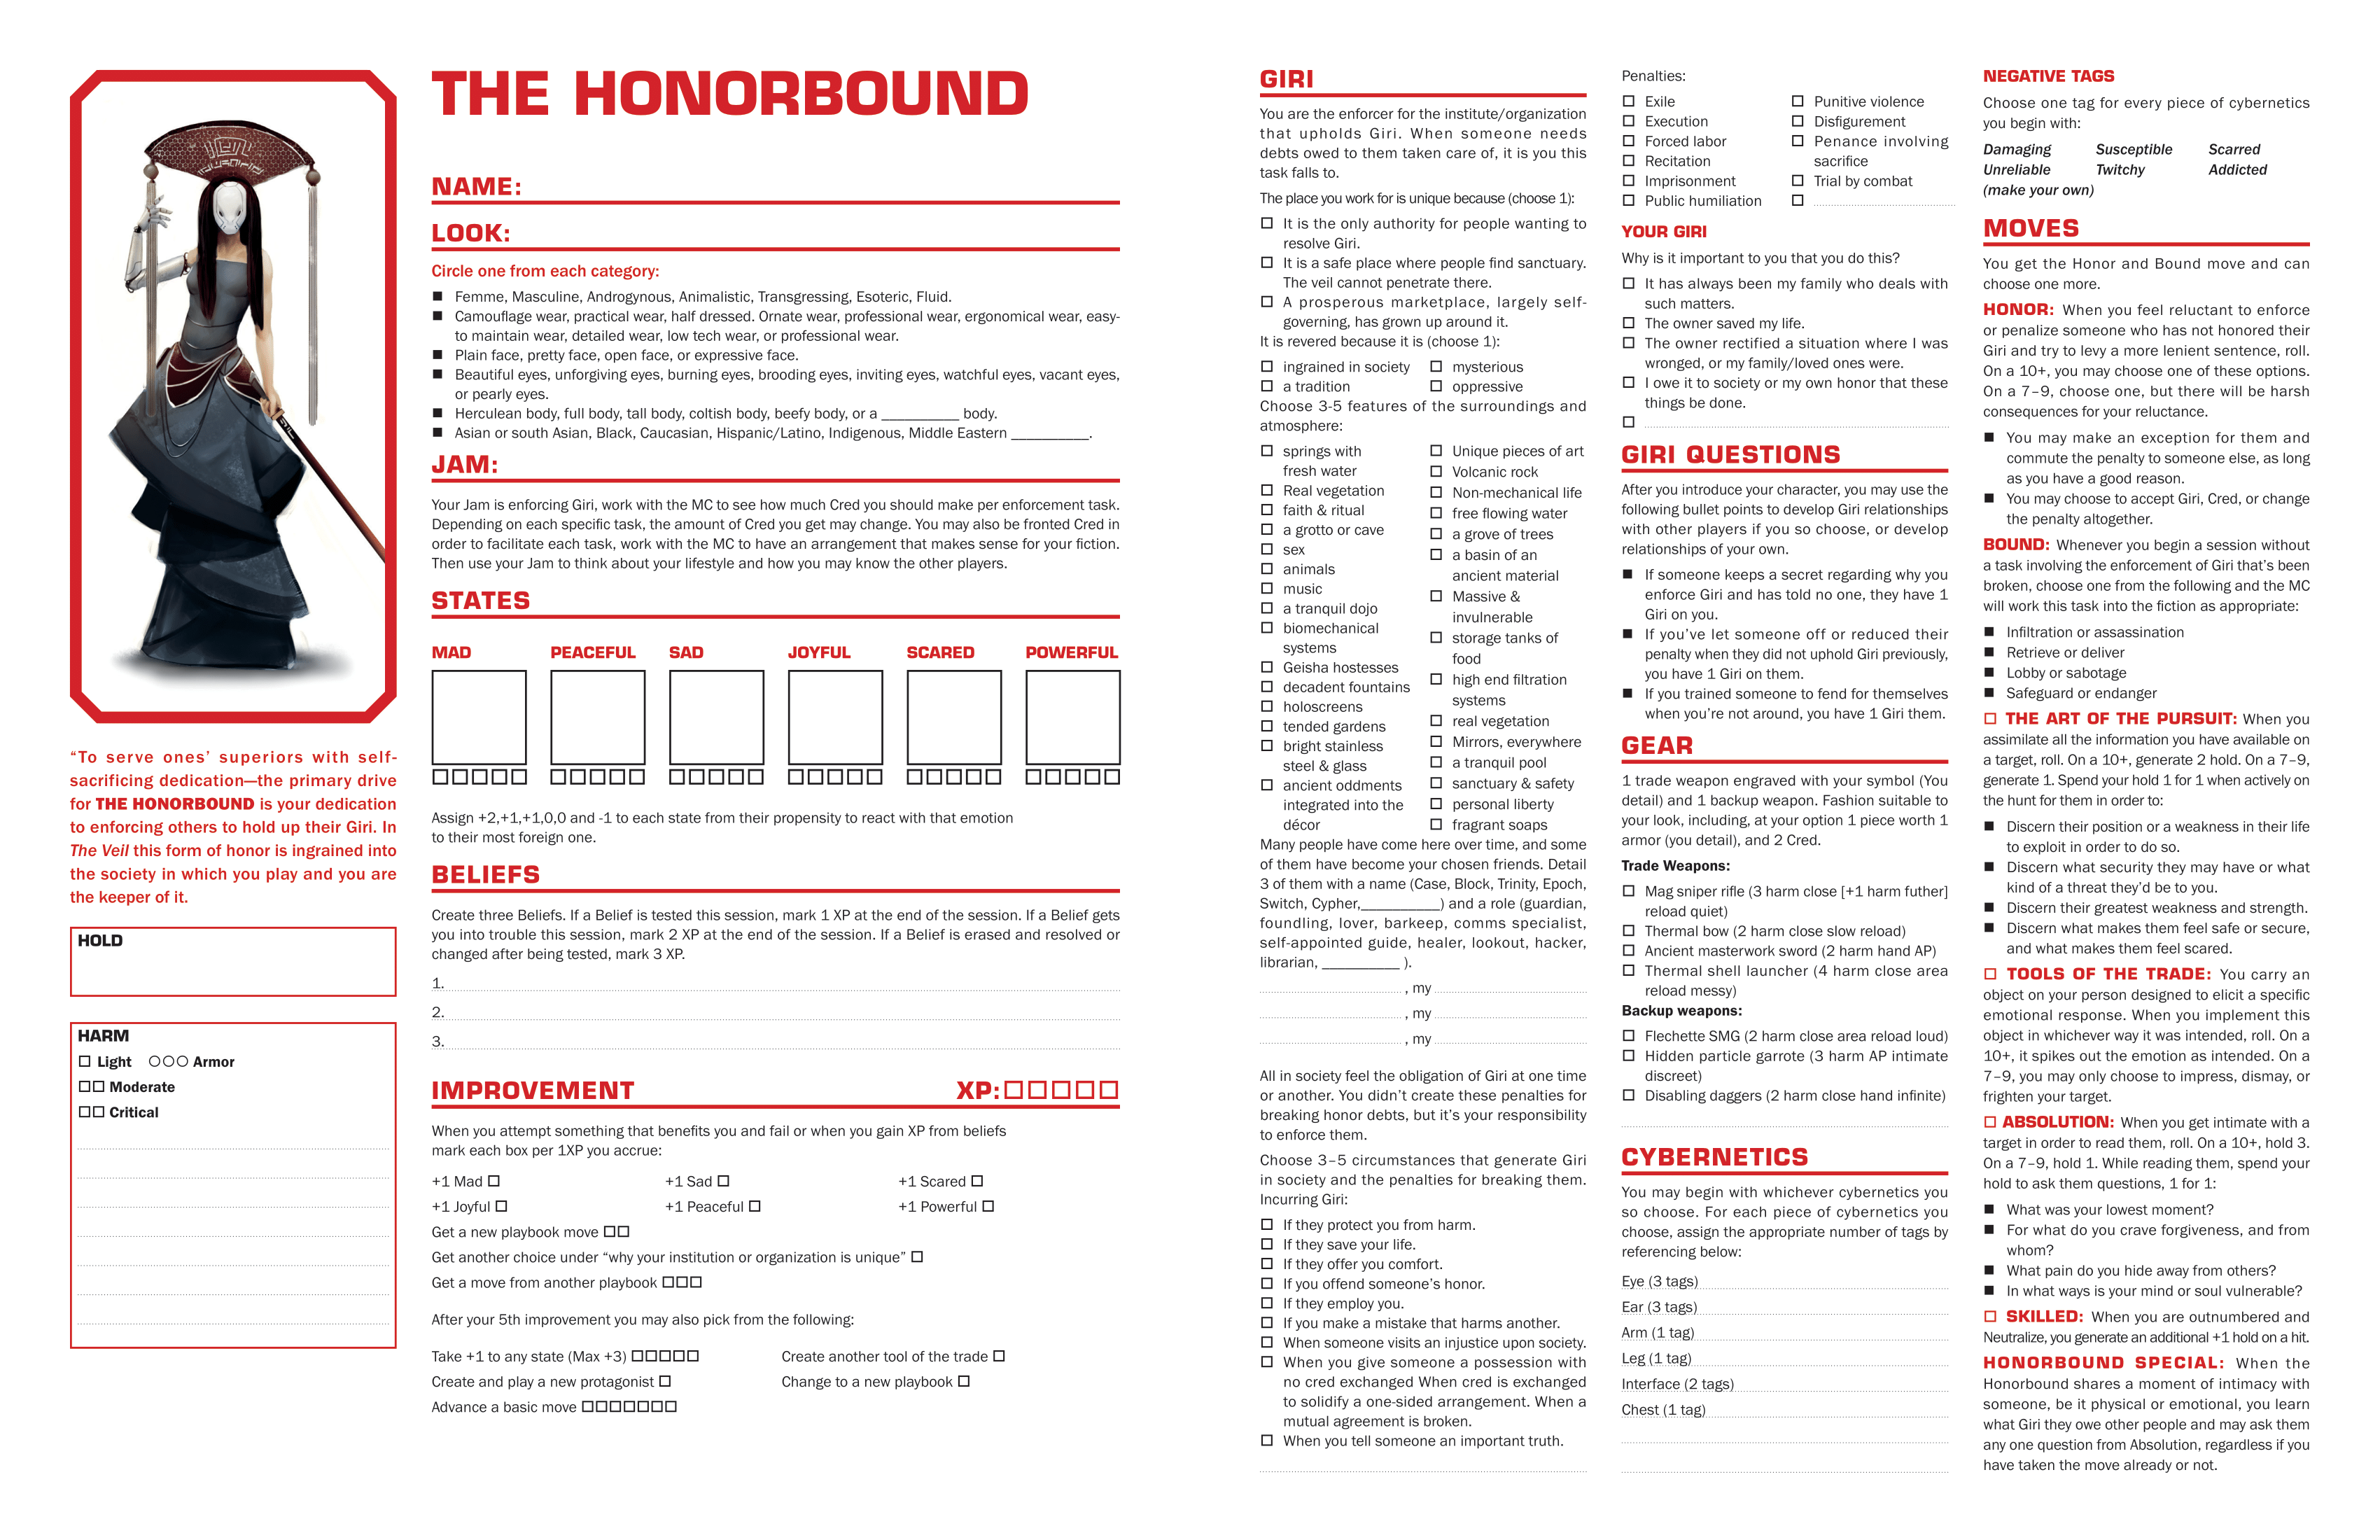 THE HONORBOUND
NAME:
LOOK:
Circle one from each category:
■ Femme, Masculine, Androgynous, Animalistic, Transgressing, Esoteric, Fluid.
■ Camouflage wear, practical wear, half dressed. Ornate wear, professional wear, ergonomical wear, easy-
to maintain wear, detailed wear, low tech wear, or professional wear.
■ Plain face, pretty face, open face, or expressive face.
■ Beautiful eyes, unforgiving eyes, burning eyes, brooding eyes, inviting eyes, watchful eyes, vacant eyes,
or pearly eyes.
■ Herculean body, full body, tall body, coltish body, beefy body, or a __________ body.
■ Asian or south Asian, Black, Caucasian, Hispanic/Latino, Indigenous, Middle Eastern __________.
JAM:
Your Jam is enforcing Giri, work with the MC to see how much Cred you should make per enforcement task.
Depending on each specific task, the amount of Cred you get may change. You may also be fronted Cred in
order to facilitate each task, work with the MC to have an arrangement that makes sense for your fiction.
Then use your Jam to think about your lifestyle and how you may know the other players.
STATES
MAD PEACEFUL SAD JOYFUL SCARED POWERFUL
Assign +2,+1,+1,0,0 and -1 to each state from their propensity to react with that emotion
to their most foreign one.
BELIEFS
Create three Beliefs. If a Belief is tested this session, mark 1 XP at the end of the session. If a Belief gets
you into trouble this session, mark 2 XP at the end of the session. If a Belief is erased and resolved or
changed after being tested, mark 3 XP.
1.
2.
3.
IMPROVEMENT XP: □□□□□
When you attempt something that benefits you and fail or when you gain XP from beliefs
mark each box per 1XP you accrue:
+1 Mad □ +1 Sad □ +1 Scared □
+1 Joyful □ +1 Peaceful □ +1 Powerful □
Get a new playbook move □□
Get another choice under “why your institution or organization is unique” □
Get a move from another playbook □□□
After your 5th improvement you may also pick from the following:
Take +1 to any state (Max +3) □□□□□ Create another tool of the trade □
Create and play a new protagonist □ Change to a new playbook □
Advance a basic move □□□□□□□
“To serve ones’ superiors with self-
sacrificing dedication—the primary drive
for THE HONORBOUND is your dedication
to enforcing others to hold up their Giri. In
The Veil this form of honor is ingrained into
the society in which you play and you are
the keeper of it.
HOLD
HARM
□ Light ○○○ Armor
□□ Moderate
□□ Critical
GIRI
You are the enforcer for the institute/organization
that upholds Giri. When someone needs
debts owed to them taken care of, it is you this
task falls to.
The place you work for is unique because (choose 1):
□ It is the only authority for people wanting to
resolve Giri.
□ It is a safe place where people find sanctuary.
The veil cannot penetrate there.
□ A prosperous marketplace, largely self-
governing, has grown up around it.
It is revered because it is (choose 1):
□ ingrained in society □ mysterious
□ a tradition □ oppressive
Choose 3-5 features of the surroundings and
atmosphere:
□ springs with
fresh water
□ Real vegetation
□ faith & ritual
□ a grotto or cave
□ sex
□ animals
□ music
□ a tranquil dojo
□ biomechanical
systems
□ Geisha hostesses
□ decadent fountains
□ holoscreens
□ tended gardens
□ bright stainless
steel & glass
□ ancient oddments
integrated into the
décor
□ Unique pieces of art
□ Volcanic rock
□ Non-mechanical life
□ free flowing water
□ a grove of trees
□ a basin of an
ancient material
□ Massive &
invulnerable
□ storage tanks of
food
□ high end filtration
systems
□ real vegetation
□ Mirrors, everywhere
□ a tranquil pool
□ sanctuary & safety
□ personal liberty
□ fragrant soaps
Many people have come here over time, and some
of them have become your chosen friends. Detail
3 of them with a name (Case, Block, Trinity, Epoch,
Switch, Cypher,__________) and a role (guardian,
foundling, lover, barkeep, comms specialist,
self-appointed guide, healer, lookout, hacker,
librarian, __________ ).
, my
, my
, my
All in society feel the obligation of Giri at one time
or another. You didn’t create these penalties for
breaking honor debts, but it’s your responsibility
to enforce them.
Choose 3–5 circumstances that generate Giri
in society and the penalties for breaking them.
Incurring Giri:
□ If they protect you from harm.
□ If they save your life.
□ If they offer you comfort.
□ If you offend someone’s honor.
□ If they employ you.
□ If you make a mistake that harms another.
□ When someone visits an injustice upon society.
□ When you give someone a possession with
no cred exchanged When cred is exchanged
to solidify a one-sided arrangement. When a
mutual agreement is broken.
□ When you tell someone an important truth.
Penalties:
□ Exile
□ Execution
□ Forced labor
□ Recitation
□ Imprisonment
□ Public humiliation
□ Punitive violence
□ Disfigurement
□ Penance involving
sacrifice
□ Trial by combat
□
YOUR GIRI
Why is it important to you that you do this?
□ It has always been my family who deals with
such matters.
□ The owner saved my life.
□ The owner rectified a situation where I was
wronged, or my family/loved ones were.
□ I owe it to society or my own honor that these
things be done.
□
GIRI QUESTIONS
After you introduce your character, you may use the
following bullet points to develop Giri relationships
with other players if you so choose, or develop
relationships of your own.
■ If someone keeps a secret regarding why you
enforce Giri and has told no one, they have 1
Giri on you.
■ If you’ve let someone off or reduced their
penalty when they did not uphold Giri previously,
you have 1 Giri on them.
■ If you trained someone to fend for themselves
when you’re not around, you have 1 Giri them.
GEAR
1 trade weapon engraved with your symbol (You
detail) and 1 backup weapon. Fashion suitable to
your look, including, at your option 1 piece worth 1
armor (you detail), and 2 Cred.
Trade Weapons:
□ Mag sniper rifle (3 harm close [+1 harm futher]
reload quiet)
□ Thermal bow (2 harm close slow reload)
□ Ancient masterwork sword (2 harm hand AP)
□ Thermal shell launcher (4 harm close area
reload messy)
Backup weapons:
□ Flechette SMG (2 harm close area reload loud)
□ Hidden particle garrote (3 harm AP intimate
discreet)
□ Disabling daggers (2 harm close hand infinite)
CYBERNETICS
You may begin with whichever cybernetics you
so choose. For each piece of cybernetics you
choose, assign the appropriate number of tags by
referencing below:
Eye (3 tags)
Ear (3 tags)
Arm (1 tag)
Leg (1 tag)
Interface (2 tags)
Chest (1 tag)
NEGATIVE TAGS
Choose one tag for every piece of cybernetics
you begin with:
Damaging Susceptible Scarred
Unreliable Twitchy Addicted
(make your own)
MOVES
You get the Honor and Bound move and can
choose one more.
HONOR: When you feel reluctant to enforce
or penalize someone who has not honored their
Giri and try to levy a more lenient sentence, roll.
On a 10+, you may choose one of these options.
On a 7–9, choose one, but there will be harsh
consequences for your reluctance.
■ You may make an exception for them and
commute the penalty to someone else, as long
as you have a good reason.
■ You may choose to accept Giri, Cred, or change
the penalty altogether.
BOUND: Whenever you begin a session without
a task involving the enforcement of Giri that’s been
broken, choose one from the following and the MC
will work this task into the fiction as appropriate:
■ Infiltration or assassination
■ Retrieve or deliver
■ Lobby or sabotage
■ Safeguard or endanger
□ THE ART OF THE PURSUIT: When you
assimilate all the information you have available on
a target, roll. On a 10+, generate 2 hold. On a 7–9,
generate 1. Spend your hold 1 for 1 when actively on
the hunt for them in order to:
■ Discern their position or a weakness in their life
to exploit in order to do so.
■ Discern what security they may have or what
kind of a threat they’d be to you.
■ Discern their greatest weakness and strength.
■ Discern what makes them feel safe or secure,
and what makes them feel scared.
□ TOOLS OF THE TRADE: You carry an
object on your person designed to elicit a specific
emotional response. When you implement this
object in whichever way it was intended, roll. On a
10+, it spikes out the emotion as intended. On a
7–9, you may only choose to impress, dismay, or
frighten your target.
□ ABSOLUTION: When you get intimate with a
target in order to read them, roll. On a 10+, hold 3.
On a 7–9, hold 1. While reading them, spend your
hold to ask them questions, 1 for 1:
■ What was your lowest moment?
■ For what do you crave forgiveness, and from
whom?
■ What pain do you hide away from others?
■ In what ways is your mind or soul vulnerable?
□ SKILLED: When you are outnumbered and
Neutralize, you generate an additional +1 hold on a hit.
HONORBOUND SPECIAL: When the
Honorbound shares a moment of intimacy with
someone, be it physical or emotional, you learn
what Giri they owe other people and may ask them
any one question from Absolution, regardless if you
have taken the move already or not.